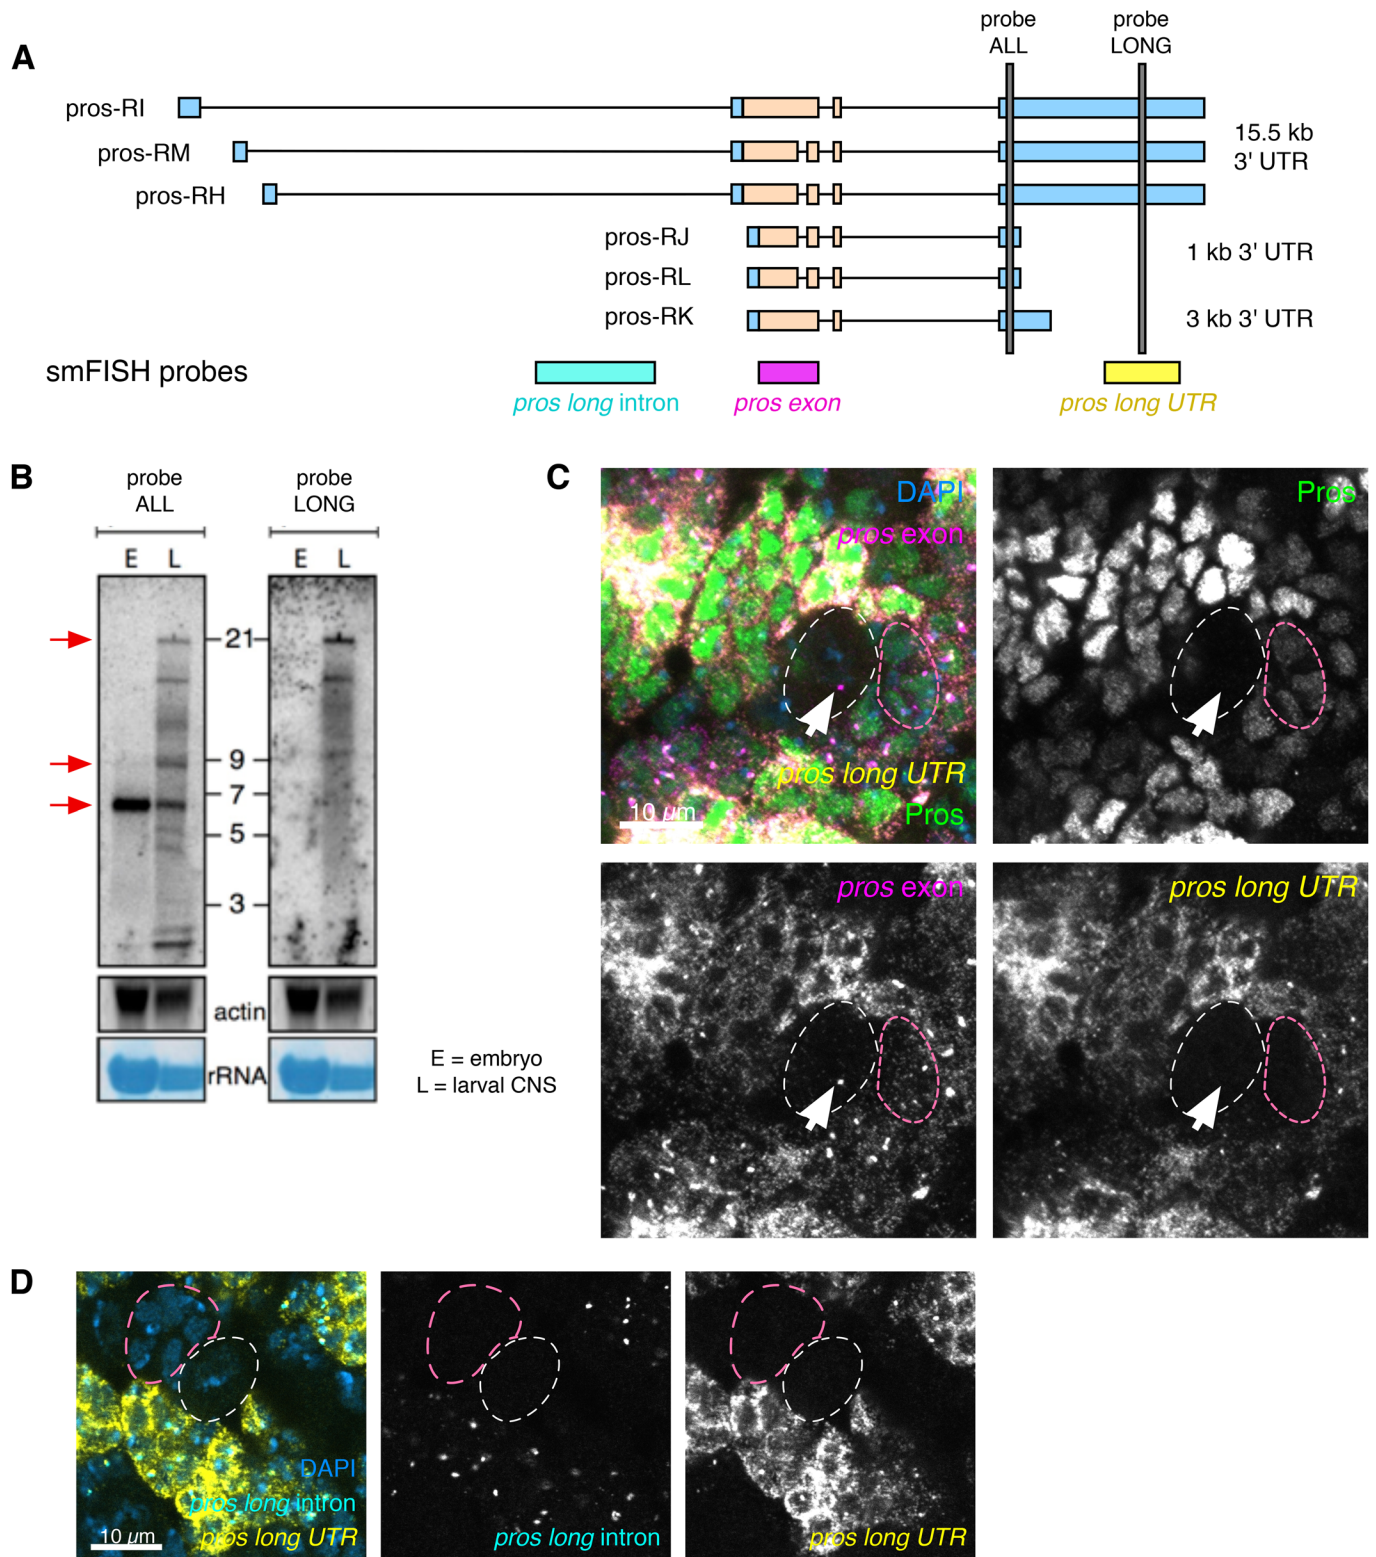 A
probe
ALL
probe
LONG
pros-RI
pros-RM
pros-RH
pros-RJ
pros-RL
pros-RK
15.5 kb
3' UTR
1 kb 3' UTR
3 kb 3' UTR
smFISH probes
pros long intron
pros exon
pros long UTR
B
probe
ALL
probe
LONG
E L
E L
21
9
7
5
3
actin
rRNA
E = embryo
L = larval CNS
C
DAPI
pros exon
pros long UTR
Pros
10 µm
Pros
pros exon
pros long UTR
D
DAPI
pros long intron
pros long UTR
10 µm
pros long intron
pros long UTR